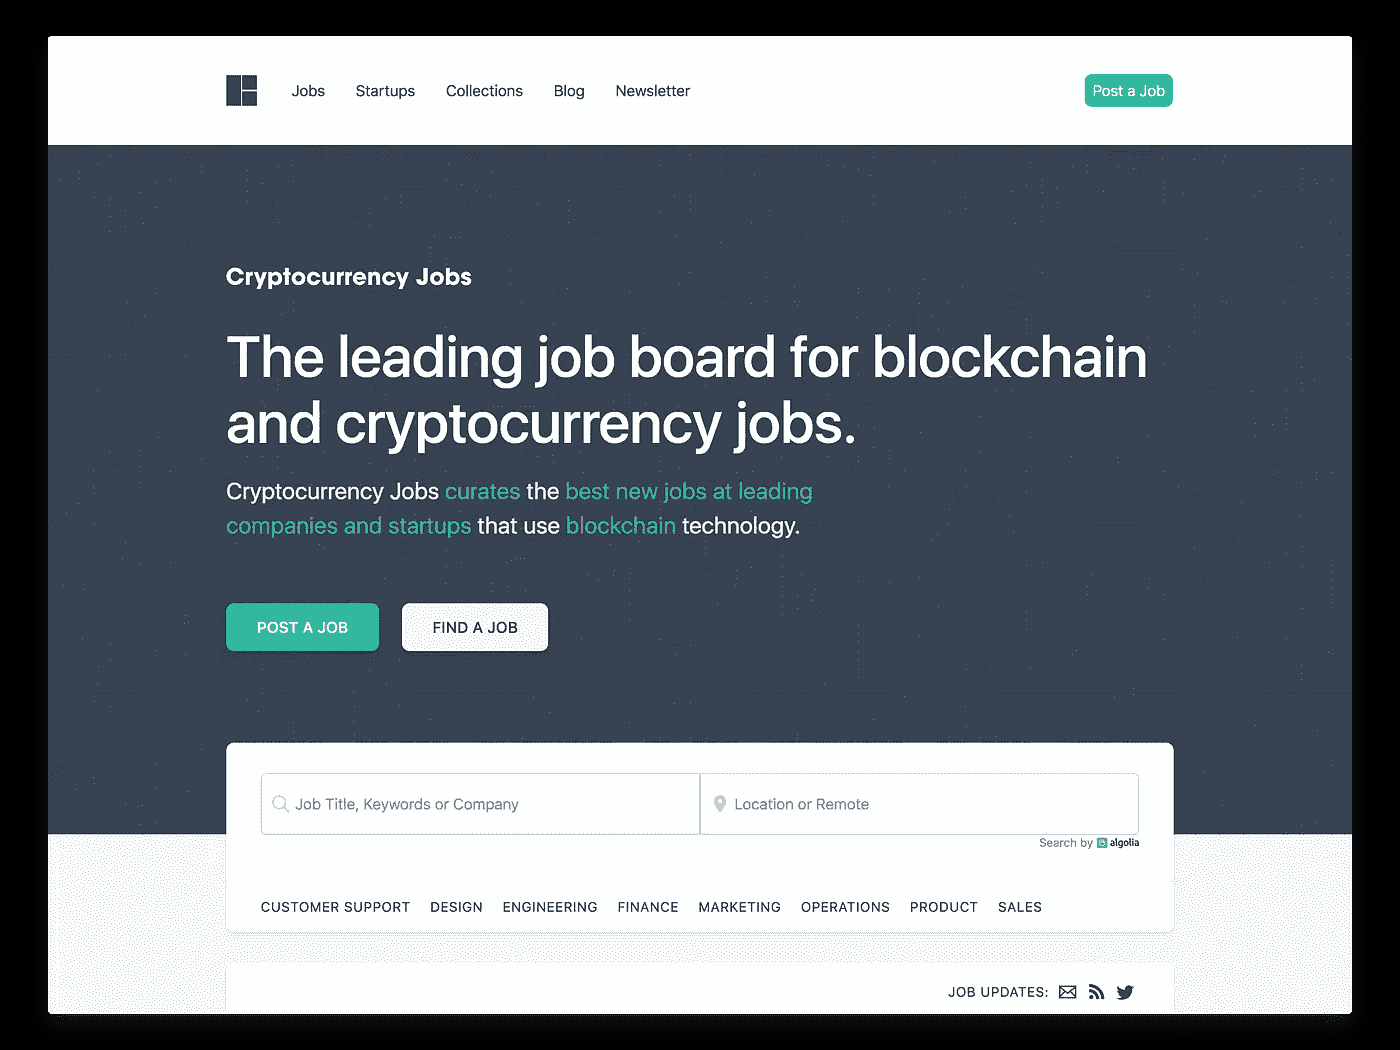 Jobs Startups Collections Blog Newsletter Post a Job
Cryptocurrency Jobs
The leading job board for blockchain
and cryptocurrency jobs.
Cryptocurrency Jobs curates the best new jobs at leading
companies and startups that use blockchain technology.
POST A JOB FIND A JOB
Job Title, Keywords or Company Location or Remote
Search by algolia
CUSTOMER SUPPORT DESIGN ENGINEERING FINANCE MARKETING OPERATIONS PRODUCT SALES
JOB UPDATES: